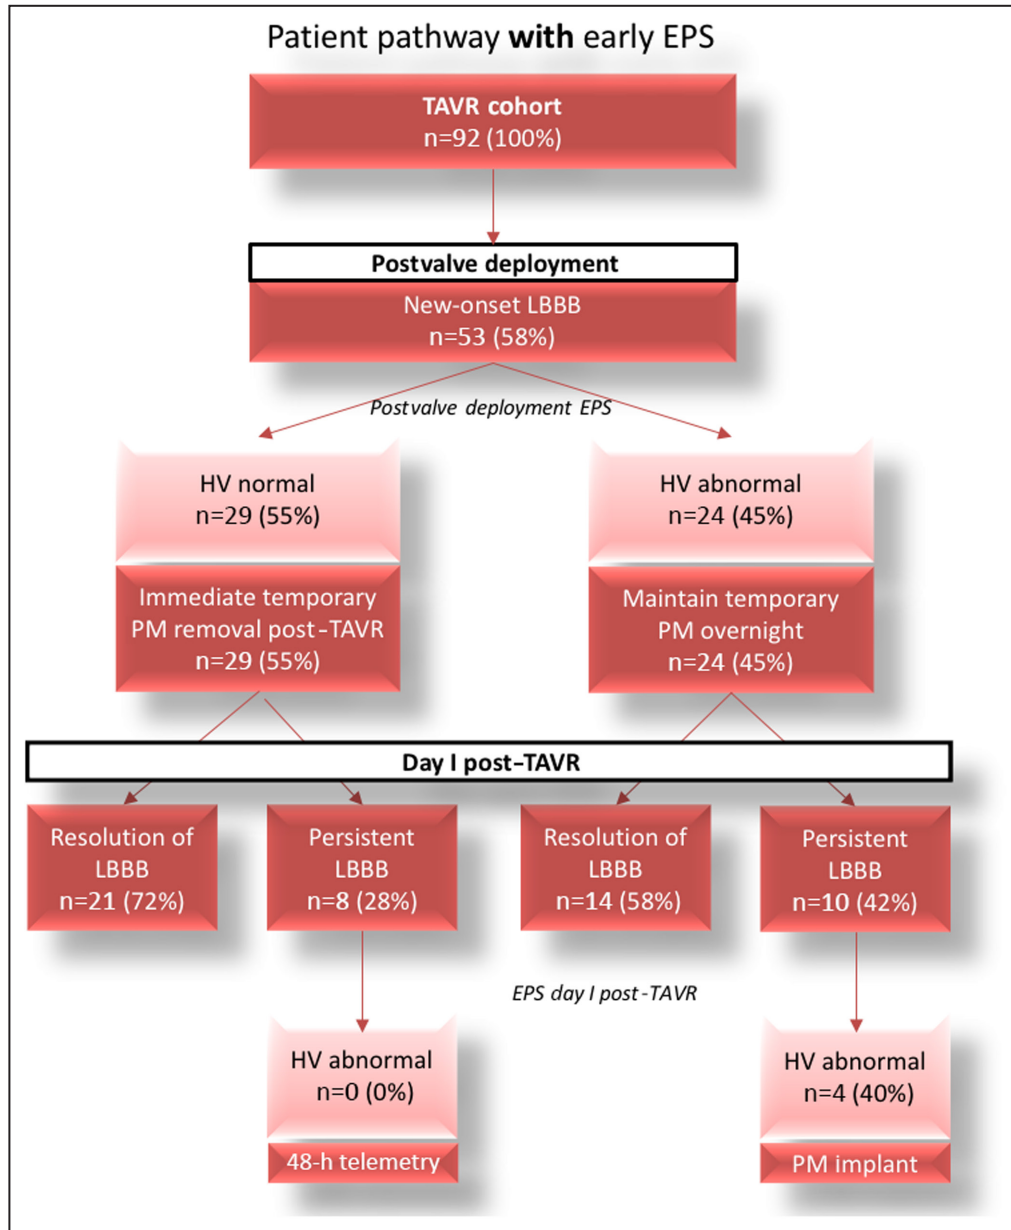 Patient pathway with early EPS
TAVR cohort
n=92 (100%)
Postvalve deployment
New-onset LBBB
n=53 (58%)
Postvalve deployment EPS
HV normal
n=29 (55%)
HV abnormal
n=24 (45%)
Immediate temporary
PM removal post-TAVR
n=29 (55%)
Maintain temporary
PM overnight
n=24 (45%)
Day I post-TAVR
Resolution of
LBBB
n=21 (72%)
Persistent
LBBB
n=8 (28%)
Resolution of
LBBB
n=14 (58%)
Persistent
LBBB
n=10 (42%)
EPS day I post-TAVR
HV abnormal
n=0 (0%)
48-h telemetry
HV abnormal
n=4 (40%)
PM implant